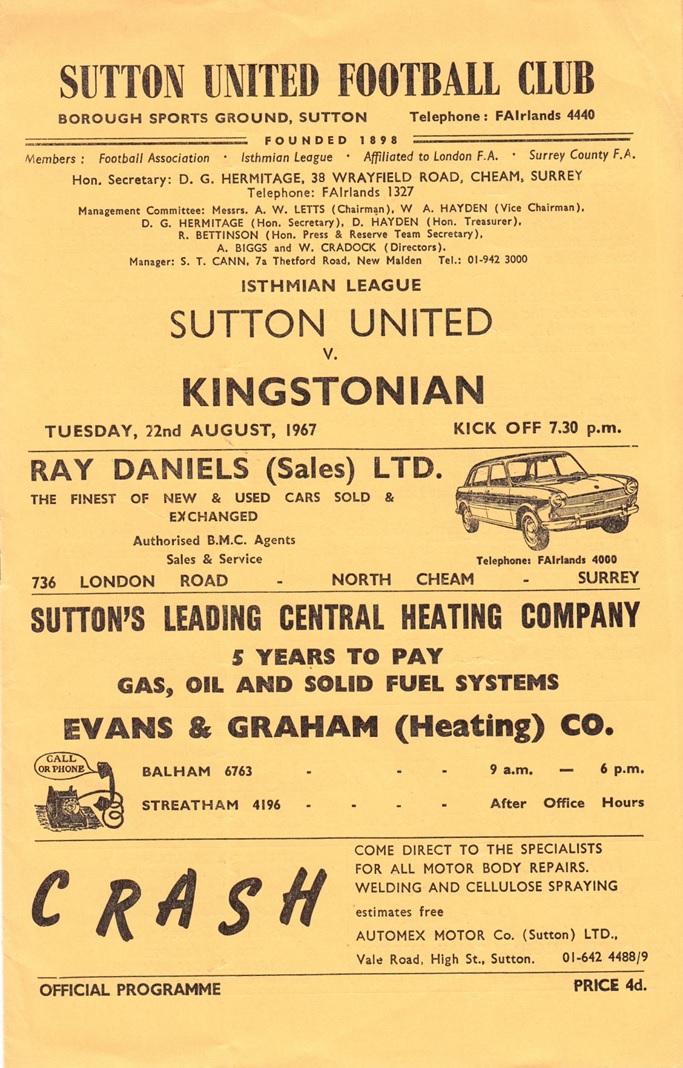 SUTTON UNITED FOOTBALL CLUB
BOROUGH SPORTS GROUND, SUTTON Telephone: FAIrlands 4440
FOUNDED 1898
Members: Football Association · Isthmian League · Affiliated to London F.A. · Surrey County F.A.
Hon. Secretary: D. G. HERMITAGE, 38 WRAYFIELD ROAD, CHEAM, SURREY
Telephone: FAIrlands 1327
Management Committee: Messrs. A. W. LETTS (Chairman), W A. HAYDEN (Vice Chairman),
D. G. HERMITAGE (Hon. Secretary), D. HAYDEN (Hon. Treasurer),
R. BETTINSON (Hon. Press & Reserve Team Secretary),
A. BIGGS and W. CRADOCK (Directors).
Manager: S. T. CANN, 7a Thetford Road, New Malden Tel.: 01-942 3000
ISTHMIAN LEAGUE
SUTTON UNITED
V.
KINGSTONIAN
TUESDAY, 22nd AUGUST, 1967 KICK OFF 7.30 p.m.
RAY DANIELS (Sales) LTD.
THE FINEST OF NEW & USED CARS SOLD &
EXCHANGED
Authorised B.M.C. Agents
Sales & Service
Telephone: FAIrlands 4000
736 LONDON ROAD - NORTH CHEAM - SURREY
SUTTON'S LEADING CENTRAL HEATING COMPANY
5 YEARS TO PAY
GAS, OIL AND SOLID FUEL SYSTEMS
EVANS & GRAHAM (Heating) CO.
CALL
OR PHONE
BALHAM 6763 - - - 9 a.m. — 6 p.m.
STREATHAM 4196 - - - - After Office Hours
CRASH
COME DIRECT TO THE SPECIALISTS
FOR ALL MOTOR BODY REPAIRS.
WELDING AND CELLULOSE SPRAYING
estimates free
AUTOMEX MOTOR Co. (Sutton) LTD.,
Vale Road, High St., Sutton. 01-642 4488/9
OFFICIAL PROGRAMME PRICE 4d.